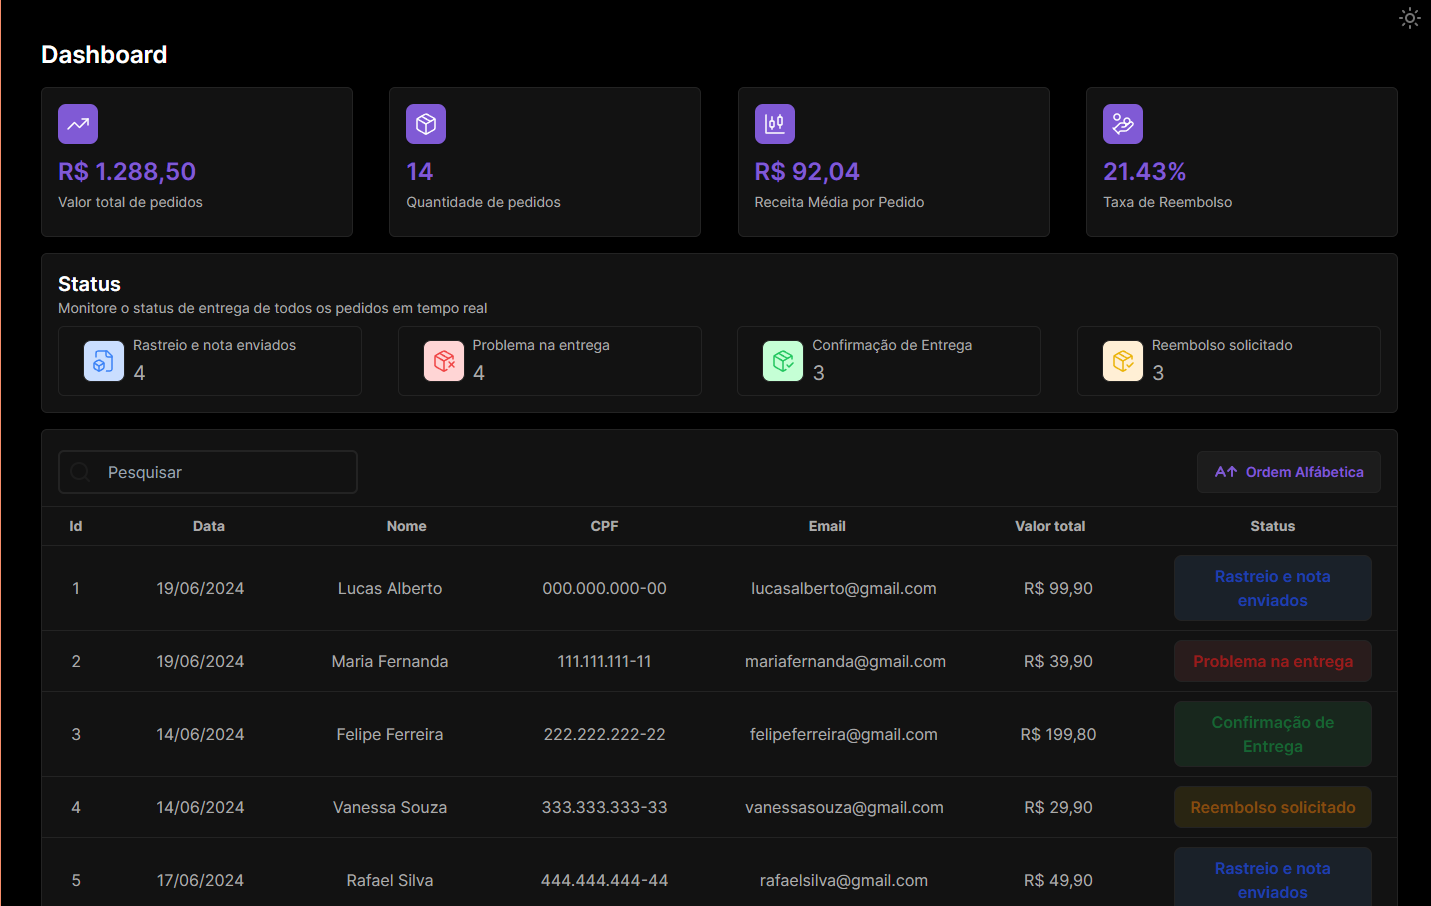 Dashboard
R$ 1.288,50
Valor total de pedidos
14
Quantidade de pedidos
R$ 92,04
Receita Média por Pedido
21.43%
Taxa de Reembolso
Status
Monitore o status de entrega de todos os pedidos em tempo real
Rastreio e nota enviados
4
Problema na entrega
4
Confirmação de Entrega
3
Reembolso solicitado
3
Pesquisar
A Ordem Alfábetica
Id Data Nome CPF Email Valor total Status
1 19/06/2024 Lucas Alberto 000.000.000-00 lucasalberto@gmail.com R$ 99,90 Rastreio e nota
enviados
2 19/06/2024 Maria Fernanda 111.111.111-11 mariafernanda@gmail.com R$ 39,90 Problema na entrega
3 14/06/2024 Felipe Ferreira 222.222.222-22 felipeferreira@gmail.com R$ 199,80 Confirmação de
Entrega
4 14/06/2024 Vanessa Souza 333.333.333-33 vanessasouza@gmail.com R$ 29,90 Reembolso solicitado
5 17/06/2024 Rafael Silva 444.444.444-44 rafaelsilva@gmail.com R$ 49,90 Rastreio e nota
enviados